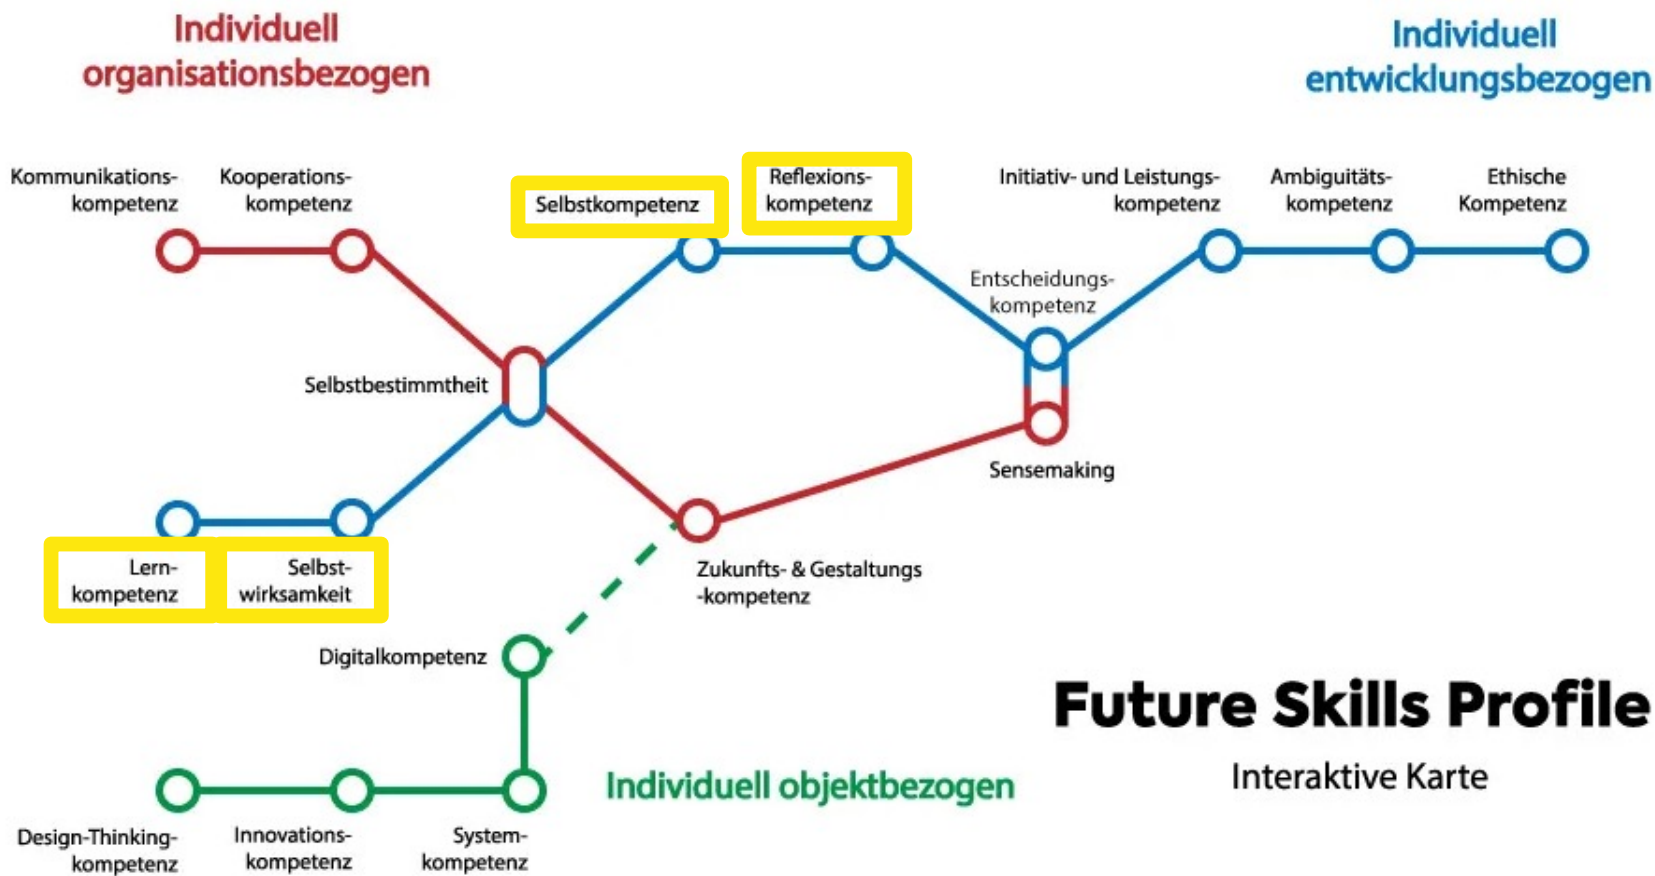 Individuell
organisationsbezogen
Individuell
entwicklungsbezogen
Kommunikations-
kompetenz
Kooperations-
kompetenz
Selbstkompetenz
Reflexions-
kompetenz
Initiativ- und Leistungs-
kompetenz
Ambiguitäts-
kompetenz
Ethische
Kompetenz
Entscheidungs-
kompetenz
Selbstbestimmtheit
Sensemaking
Lern-
kompetenz
Selbst-
wirksamkeit
Zukunfts- & Gestaltungs
-kompetenz
Digitalkompetenz
Future Skills Profile
Interaktive Karte
Individuell objektbezogen
Design-Thinking-
kompetenz
Innovations-
kompetenz
System-
kompetenz